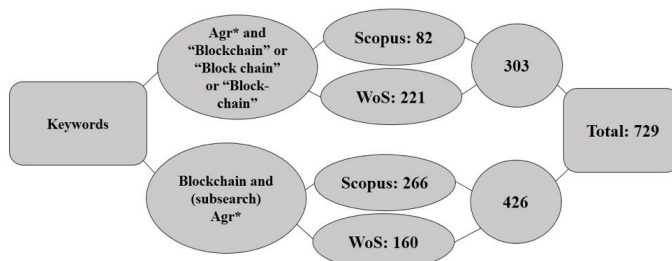 Keywords
Agr* and
“Blockchain” or
“Block chain”
or “Block-
chain”
Scopus: 82
WoS: 221
303
Blockchain and
(subsearch)
Agr*
Scopus: 266
WoS: 160
426
Total: 729